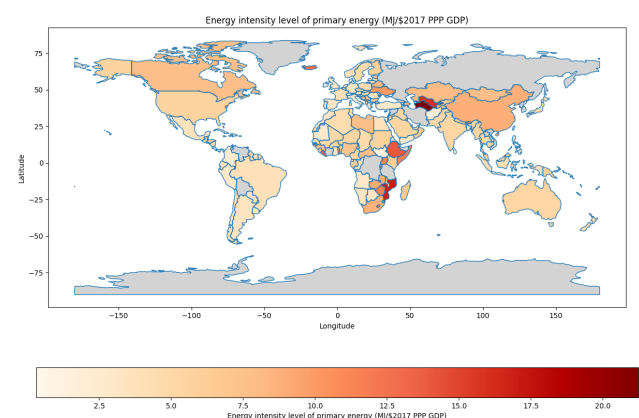 Energy intensity level of primary energy (MJ/$2017 PPP GDP)
75
50
25
0
−25
−50
−75
Latitude
−150 −100 −50 0 50 100 150
Longitude
2.5 5.0 7.5 10.0 12.5 15.0 17.5 20.0
Energy intensity level of primary energy (MJ/$2017 PPP GDP)